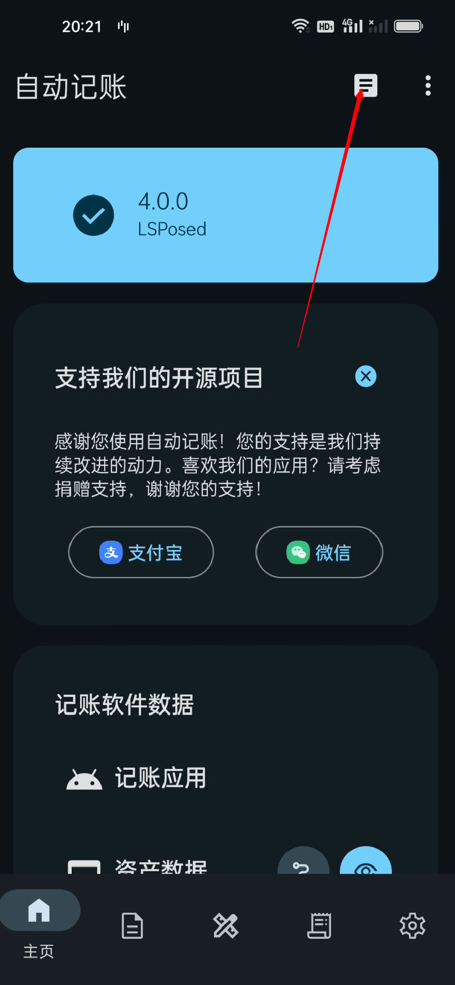 20:21
HD1
4G
自动记账
4.0.0
LSPosed
支持我们的开源项目
感谢您使用自动记账！您的支持是我们持
续改进的动力。喜欢我们的应用？请考虑
捐赠支持，谢谢您的支持！
支付宝
微信
记账软件数据
记账应用
资产数据
主页